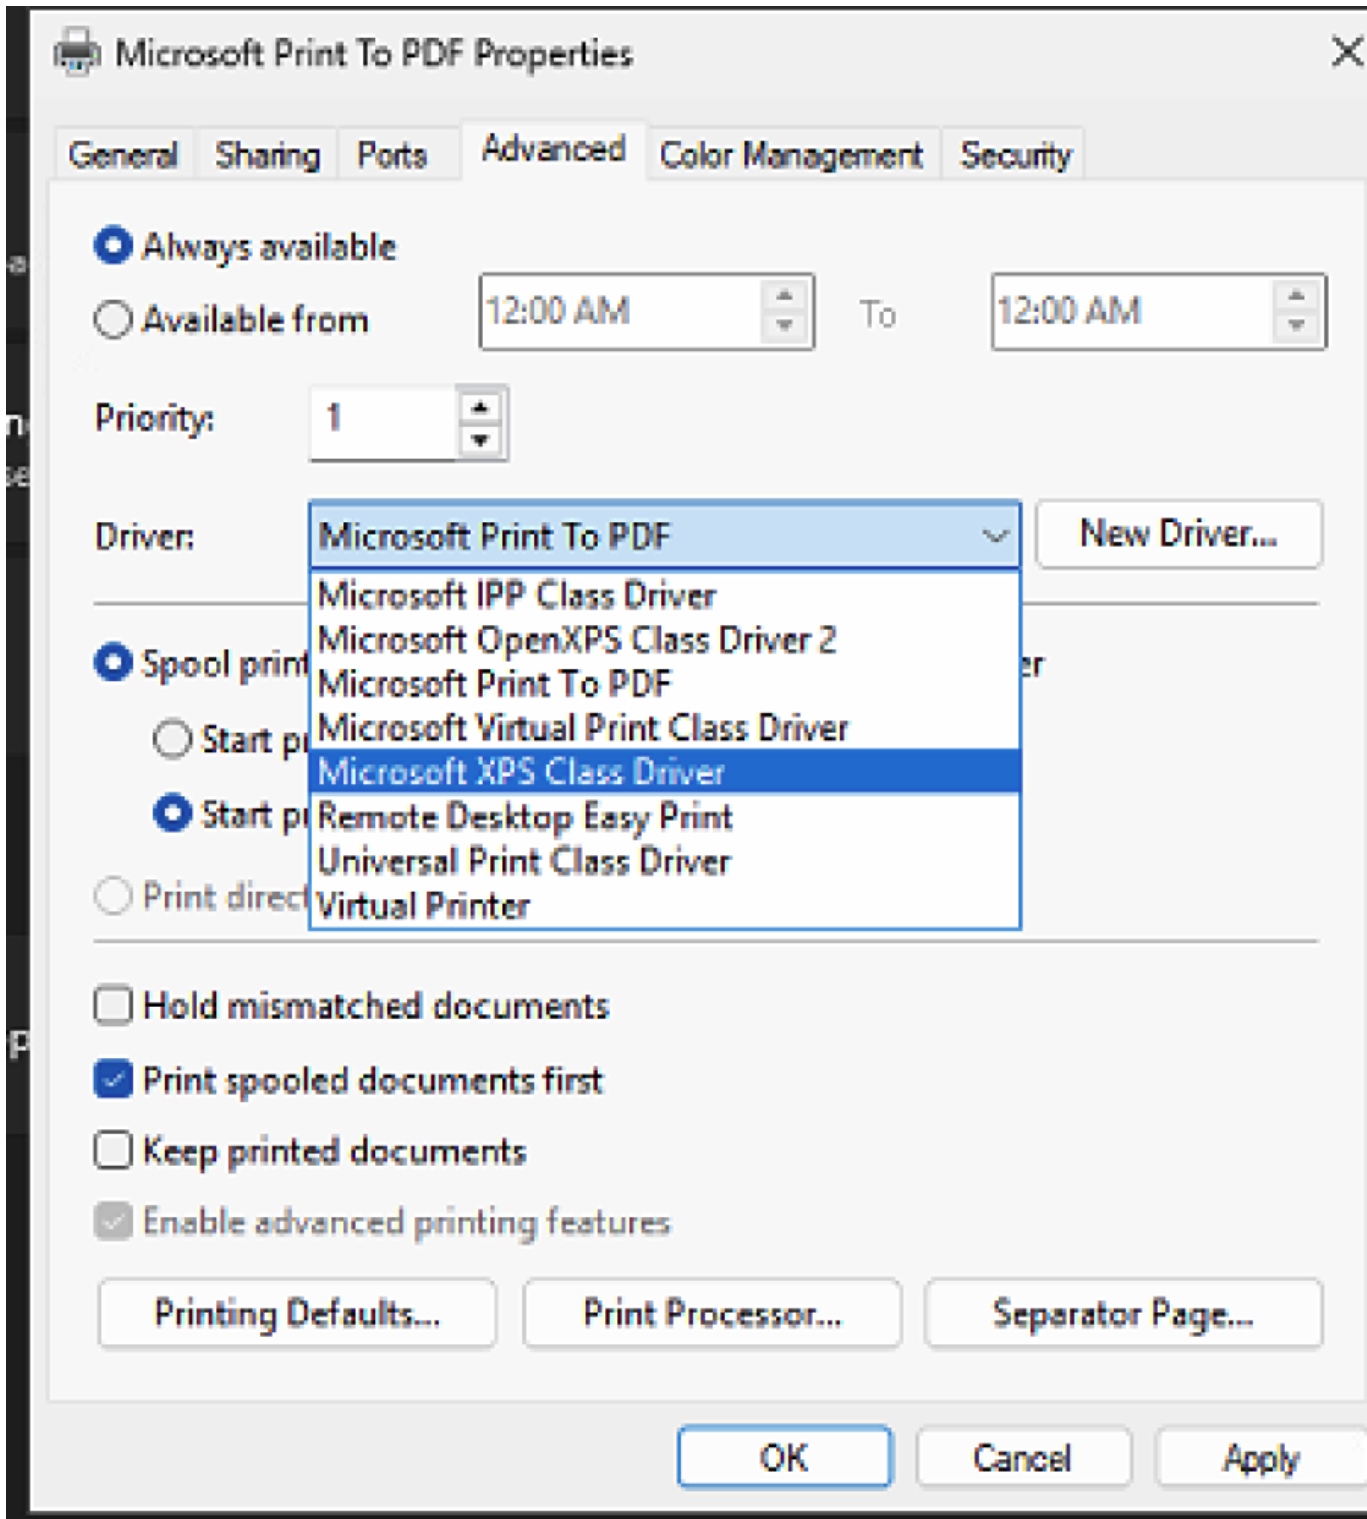 Microsoft Print To PDF Properties
General Sharing Ports Advanced Color Management Security
Always available
Available from 12:00 AM To 12:00 AM
Priority: 1
Driver: Microsoft Print To PDF New Driver...
Microsoft IPP Class Driver
Microsoft OpenXPS Class Driver 2
Spool print er
Microsoft Print To PDF
Start pr Microsoft Virtual Print Class Driver
Microsoft XPS Class Driver
Start pr Remote Desktop Easy Print
Universal Print Class Driver
Print direct Virtual Printer
Hold mismatched documents
Print spooled documents first
Keep printed documents
Enable advanced printing features
Printing Defaults... Print Processor... Separator Page...
OK Cancel Apply